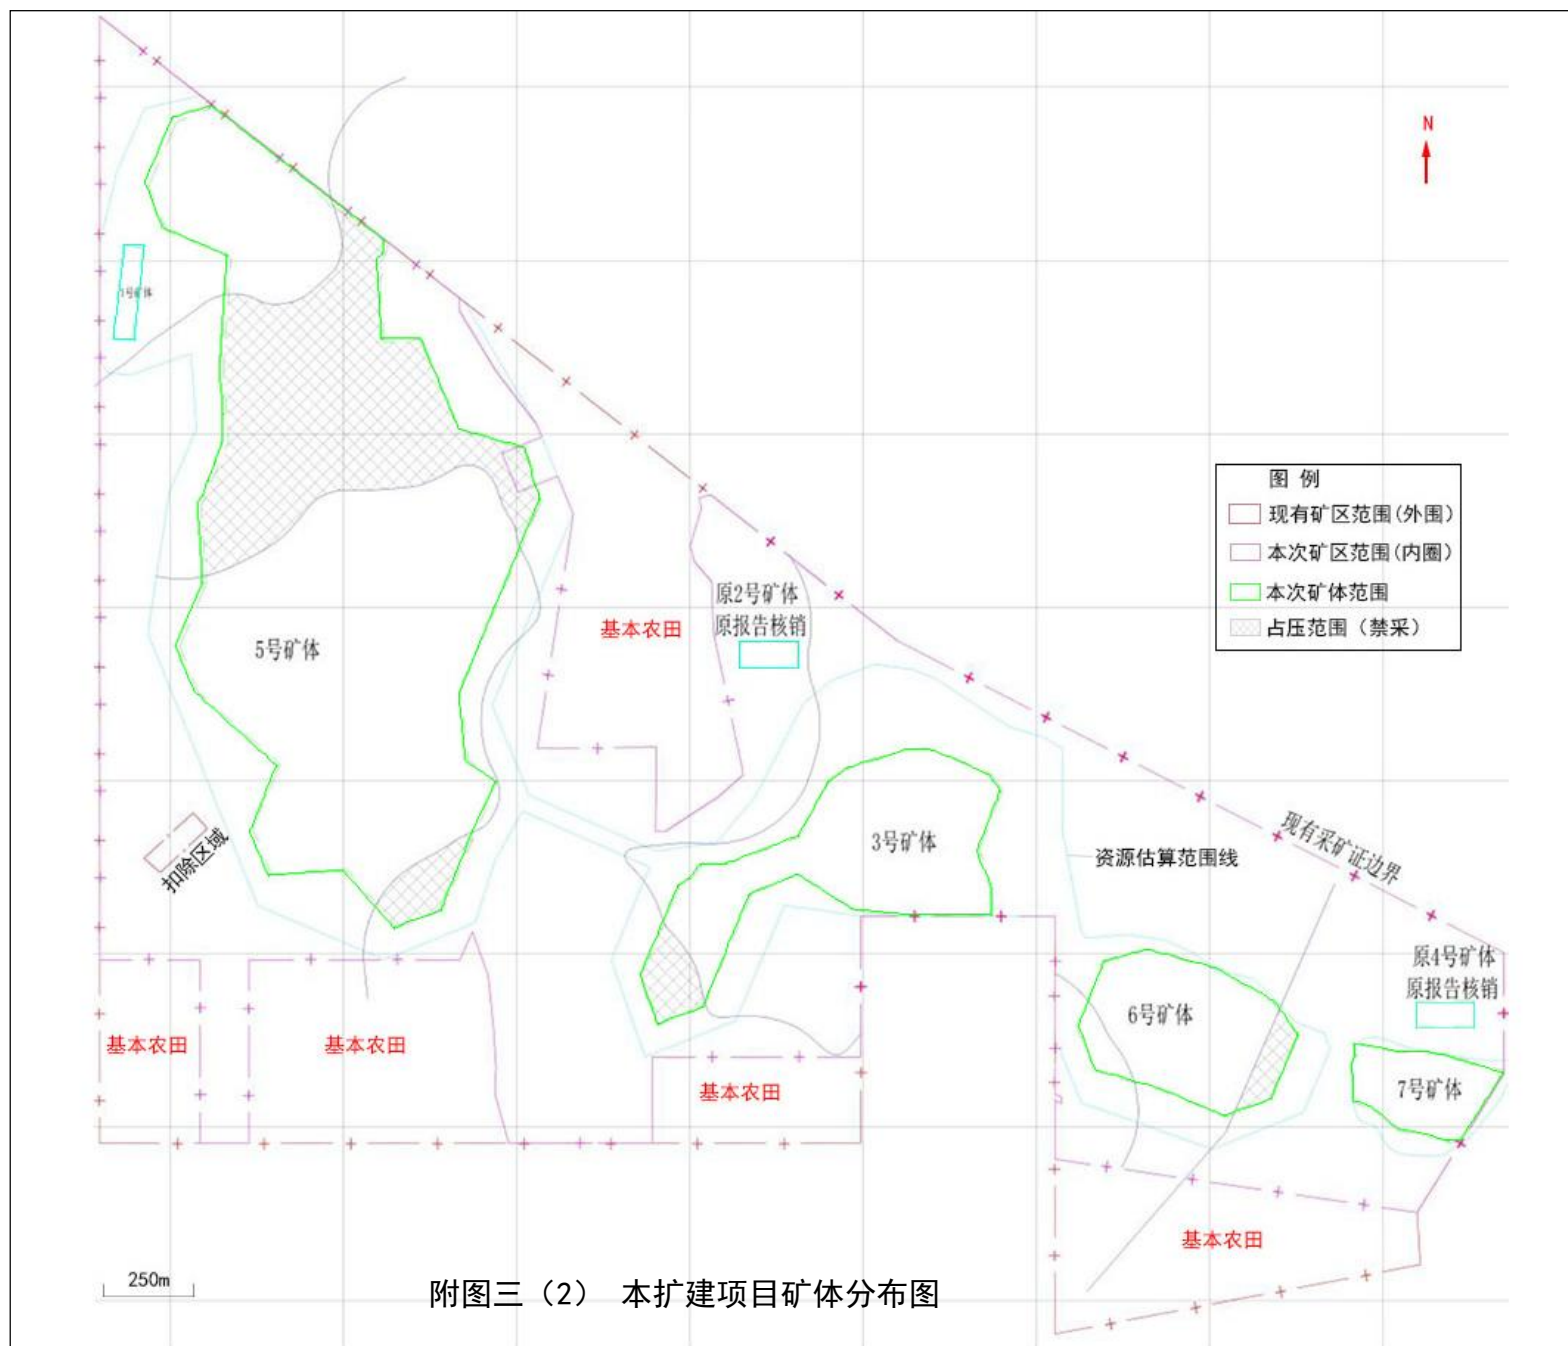 N
1号矿体
图 例
现有矿区范围(外围)
本次矿区范围(内圈)
本次矿体范围
占压范围（禁采）
原2号矿体
原报告核销
基本农田
5号矿体
3号矿体
现有采矿证边界
资源估算范围线
扣除区域
原4号矿体
原报告核销
6号矿体
基本农田
基本农田
基本农田
7号矿体
基本农田
250m
附图三（2） 本扩建项目矿体分布图